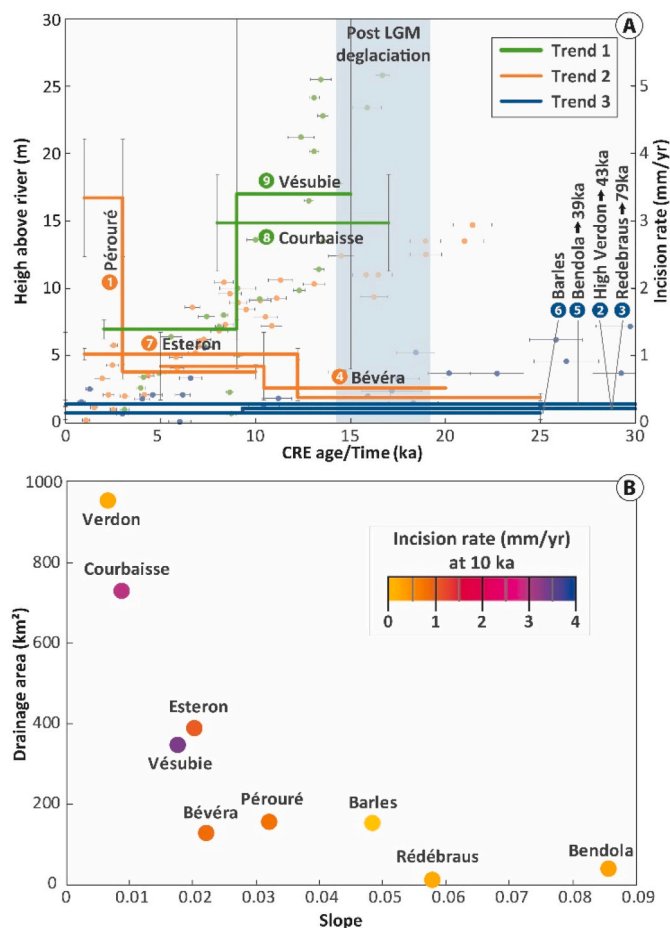 A
Post LGM
deglaciation
Trend 1
Trend 2
Trend 3
Heigh above river (m)
30
25
20
15
10
5
0
0
5
10
15
20
25
30
CRE age/Time (ka)
Incision rate (mm/yr)
5
4
3
2
1
0
1 Pérouré
9 Vésubie
8 Courbaisse
7 Esteron
4 Bévéra
6 Barles
5 Bendola→39ka
2 High Verdon→43ka
3 Redebraus→79ka
B
Drainage area (km²)
1000
800
600
400
200
0
0
0.01
0.02
0.03
0.04
0.05
0.06
0.07
0.08
0.09
Slope
Incision rate (mm/yr)
at 10 ka
0 1 2 3 4
Verdon
Courbaisse
Esteron
Vésubie
Bévéra
Pérouré
Barles
Rédébraus
Bendola